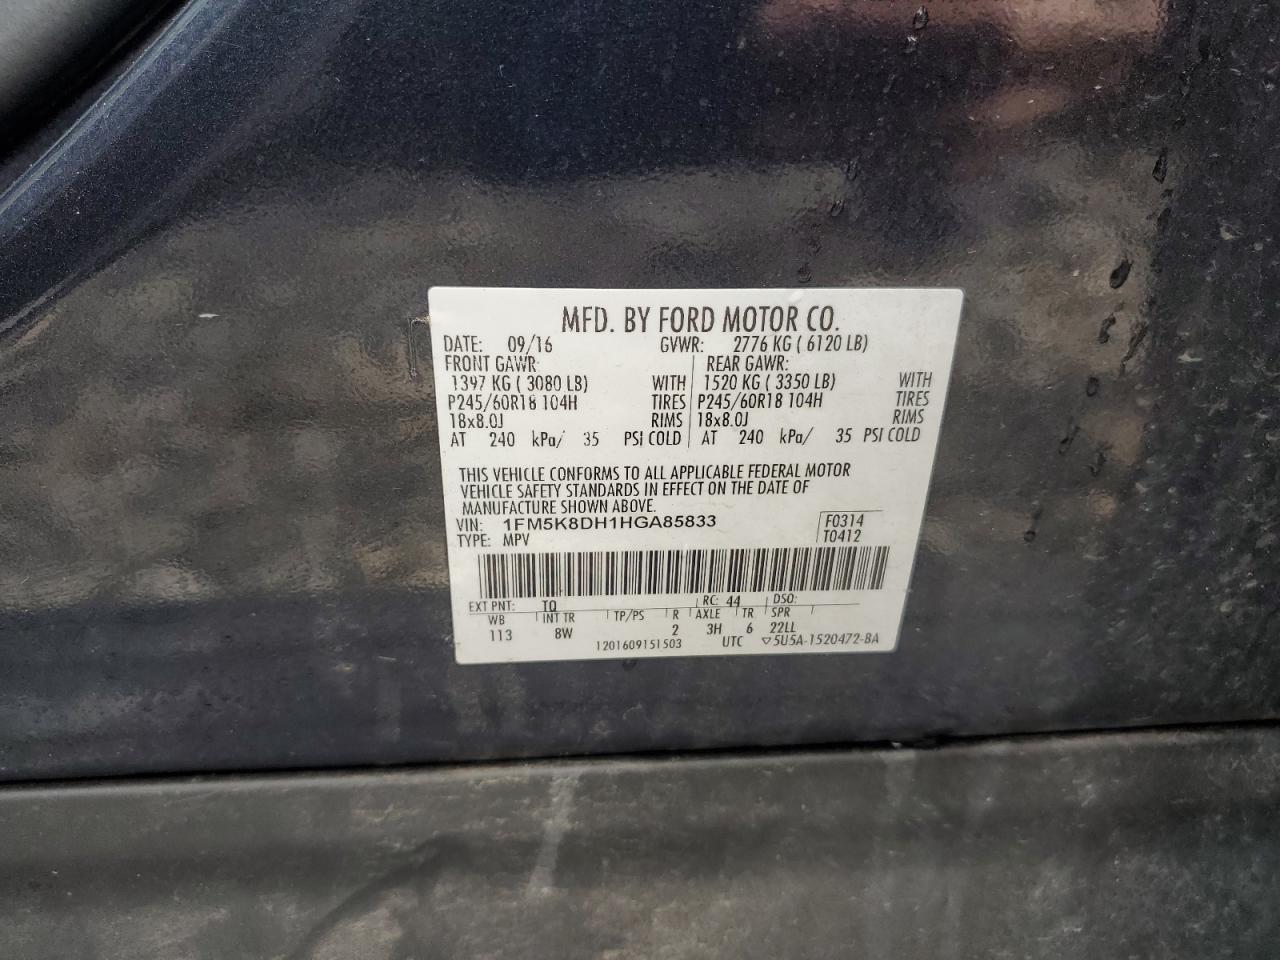 MFD. BY FORD MOTOR CO.
DATE: 09/16 GVWR: 2776 KG ( 6120 LB)
FRONT GAWR: REAR GAWR:
1397 KG ( 3080 LB) WITH 1520 KG ( 3350 LB) WITH
P245/60R18 104H TIRES P245/60R18 104H TIRES
18x8.0J RIMS 18x8.0J RIMS
AT 240 kPa/ 35 PSI COLD AT 240 kPa/ 35 PSI COLD
THIS VEHICLE CONFORMS TO ALL APPLICABLE FEDERAL MOTOR
VEHICLE SAFETY STANDARDS IN EFFECT ON THE DATE OF
MANUFACTURE SHOWN ABOVE.
VIN: 1FM5K8DH1HGA85833 F0314
TYPE: MPV T0412
EXT PNT: TQ RC: 44 DSO:
WB INT TR TP/PS R AXLE TR SPR
113 8W 2 3H 6 22LL
1201609151503 UTC ▽5U5A-1520472-BA